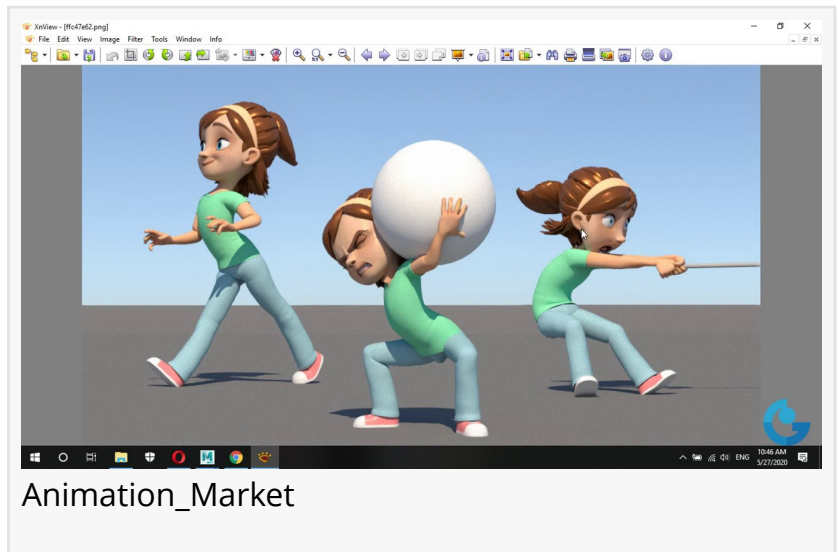 XnView - [ffc47e62.png]
File Edit View Image Filter Tools Window Info
ENG
10:46 AM
5/27/2020
Animation_Market